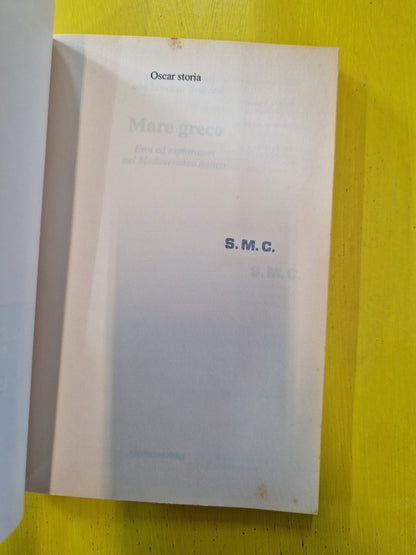 Oscar storia
Mare greco
Eroi ed esploratori
nel Mediterraneo antico
S. M. C.
S. M. C.